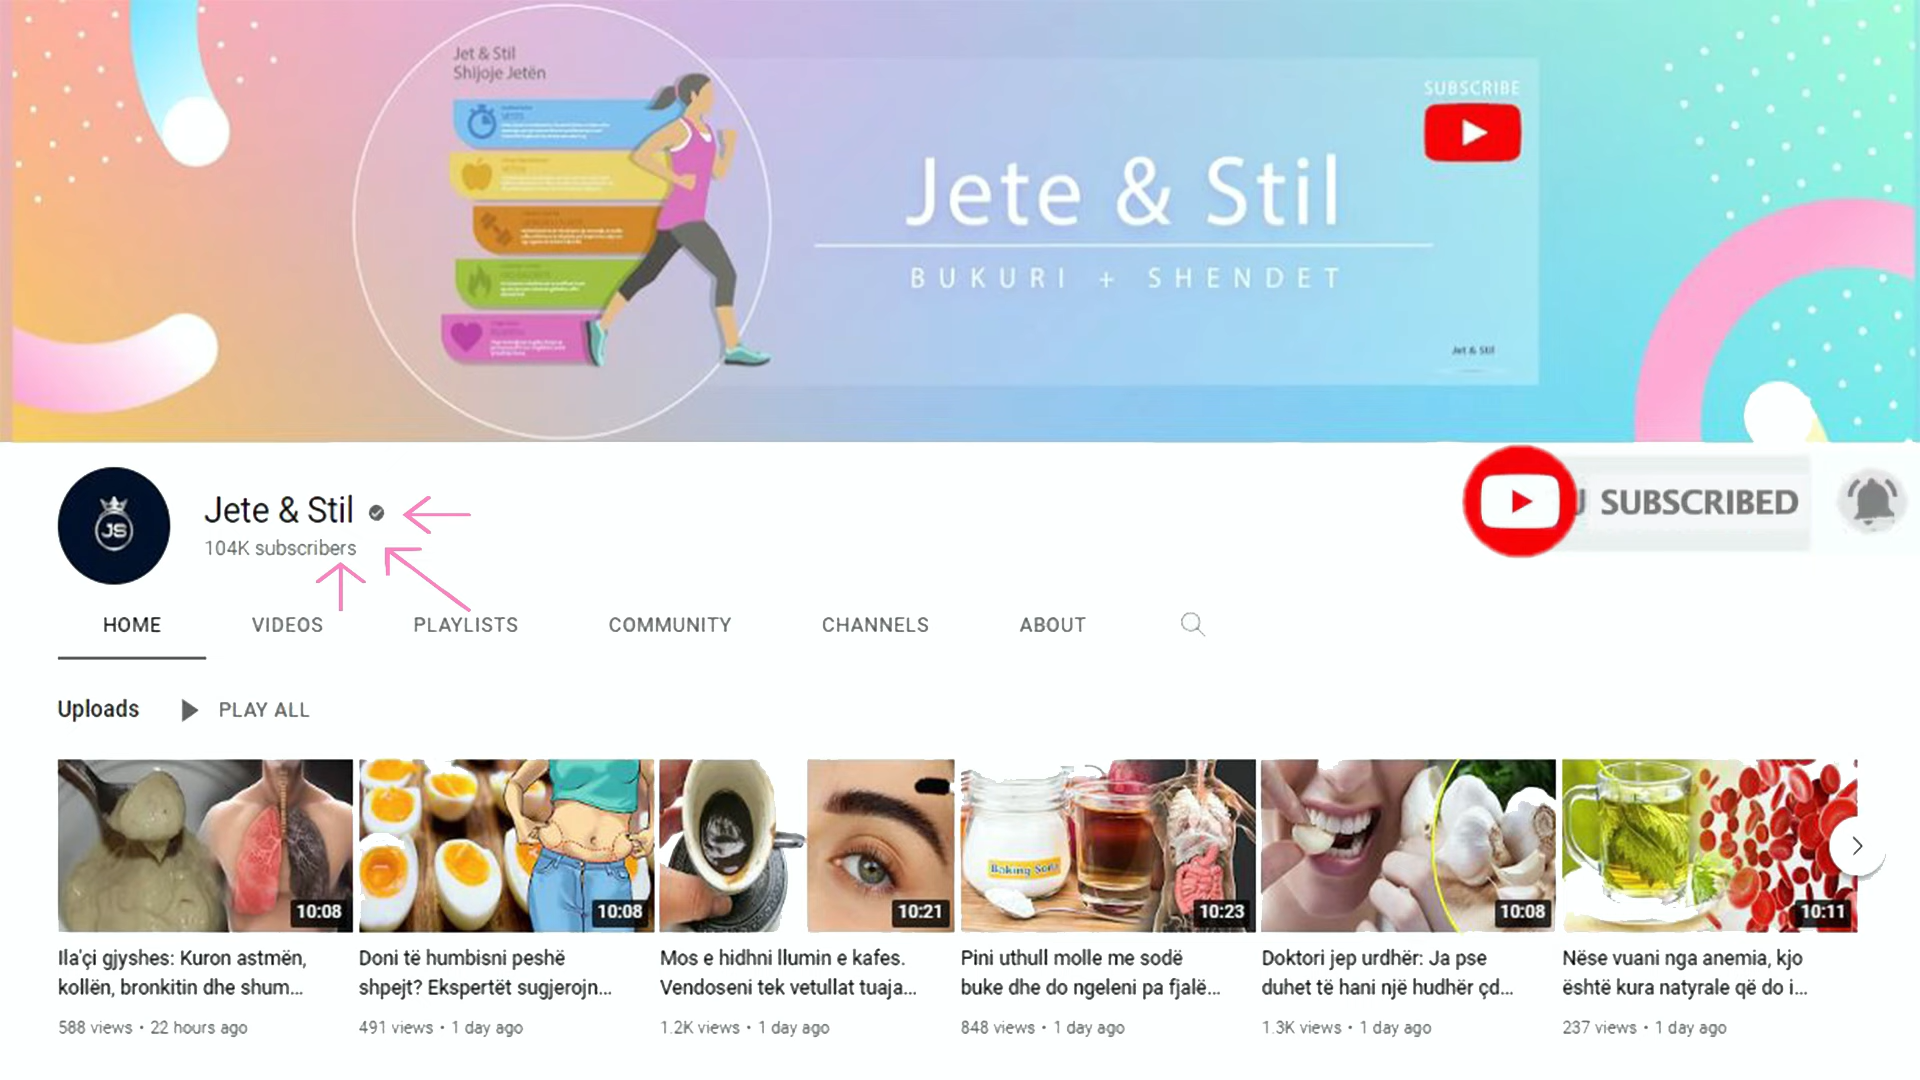 Jet & Stil
Shijoje Jetën
SUBSCRIBE
Jete & Stil
BUKURI + SHENDET
Jet & Stil
JS
Jete & Stil
104K subscribers
SUBSCRIBED
HOME VIDEOS PLAYLISTS COMMUNITY CHANNELS ABOUT
Uploads PLAY ALL
Baking Soda
10:08 10:08 10:21 10:23 10:08 10:11
Ila'çi gjyshes: Kuron astmën,
kollën, bronkitin dhe shum...
588 views • 22 hours ago
Doni të humbisni peshë
shpejt? Ekspertët sugjerojn...
491 views • 1 day ago
Mos e hidhni llumin e kafes.
Vendoseni tek vetullat tuaja...
1.2K views • 1 day ago
Pini uthull molle me sodë
buke dhe do ngeleni pa fjalë...
848 views • 1 day ago
Doktori jep urdhër: Ja pse
duhet të hani një hudhër çd...
1.3K views • 1 day ago
Nëse vuani nga anemia, kjo
është kura natyrale që do i...
237 views • 1 day ago